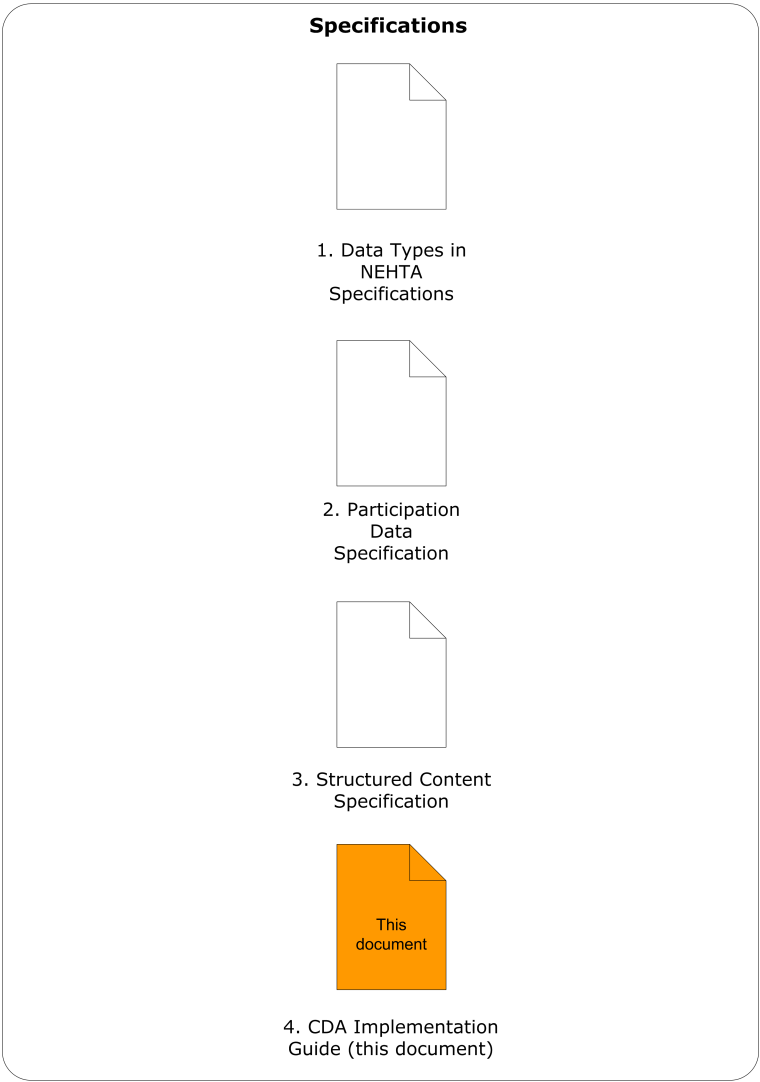 Specifications
1. Data Types in
NEHTA
Specifications
2. Participation
Data
Specification
3. Structured Content
Specification
This
document
4. CDA Implementation
Guide (this document)